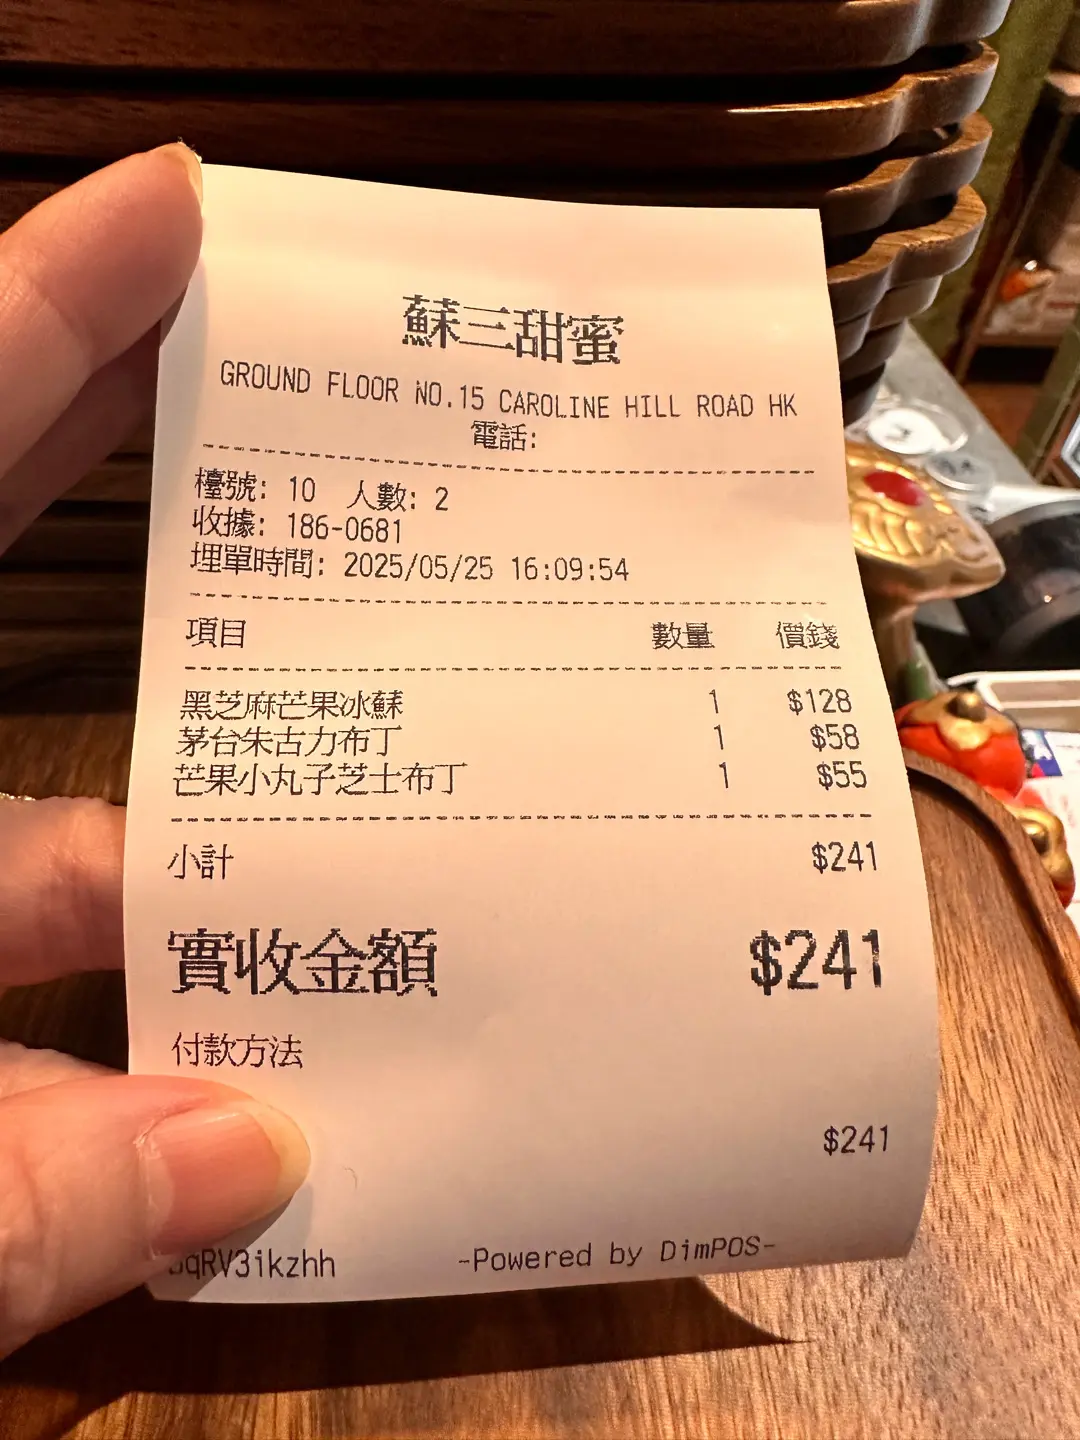 蘇三甜蜜
GROUND FLOOR NO.15 CAROLINE HILL ROAD HK
電話:
檯號: 10 人數: 2
收據: 186-0681
埋單時間: 2025/05/25 16:09:54
項目 數量 價錢
黑芝麻芒果冰蘇 1 $128
茅台朱古力布丁 1 $58
芒果小丸子芝士布丁 1 $55
小計 $241
實收金額 $241
付款方法
$241
qRV3ikzhh -Powered by DimPOS-